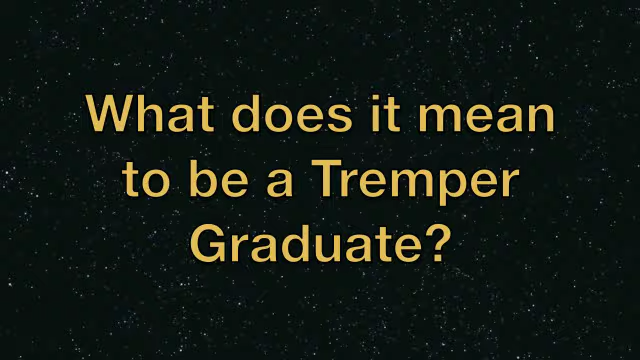 What does it mean
to be a Tremper
Graduate?